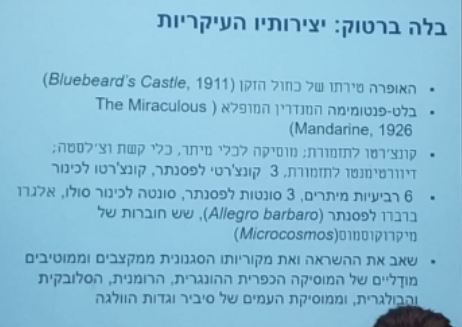 בלה ברטוק: יצירותיו העיקריות
האופרה טירתו של כחול הזקן (Bluebeard's Castle, 1911)
בלט-פנטומימה המנדרין המופלא ( The Miraculous
Mandarine, 1926)
קונצ'רטו לתזמורת; מוסיקה לכלי מיתר, כלי קשת וצ'לסטה;
דיוורטימנטו לתזמורת, 3 קונצ'רטי לפסנתר, קונצ'רטו לכינור
6 רביעיות מיתרים, 3 סונטות לפסנתר, סונטה לכינור סולו, אלגרו
ברברו לפסנתר (Allegro barbaro), שש חוברות של
מיקרוקוסמוס(Microcosmos)
שאב את ההשראה ואת מקוריותו הסגנונית ממקצבים וממוטיבים
מודליים של המוסיקה הכפרית ההונגרית, הרומנית, הסלובקית
והבולגרית, וממוסיקת העמים של סיביר וגדות הוולגה